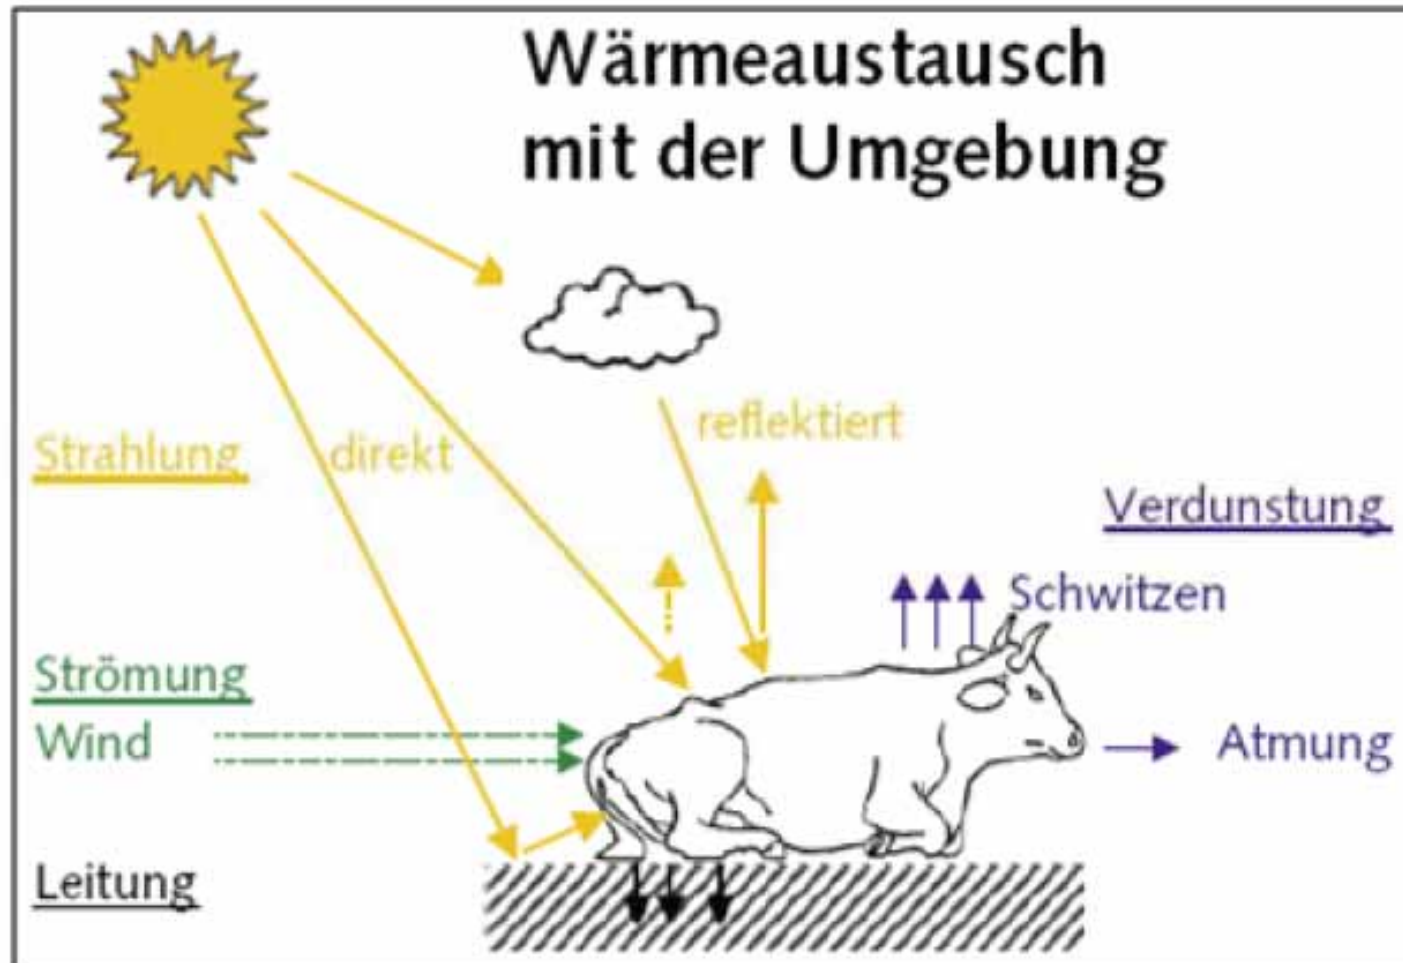 Wärmeaustausch
mit der Umgebung
Strahlung
direkt
reflektiert
Verdunstung
Schwitzen
Strömung
Wind
Atmung
Leitung